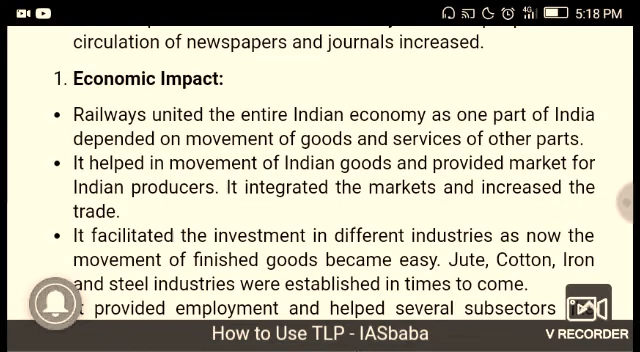 4G 5:18 PM
circulation of newspapers and journals increased.
1. Economic Impact:
• Railways united the entire Indian economy as one part of India
depended on movement of goods and services of other parts.
• It helped in movement of Indian goods and provided market for
Indian producers. It integrated the markets and increased the
trade.
• It facilitated the investment in different industries as now the
movement of finished goods became easy. Jute, Cotton, Iron
and steel industries were established in times to come.
provided employment and helped several subsectors
How to Use TLP - IASbaba
V RECORDER